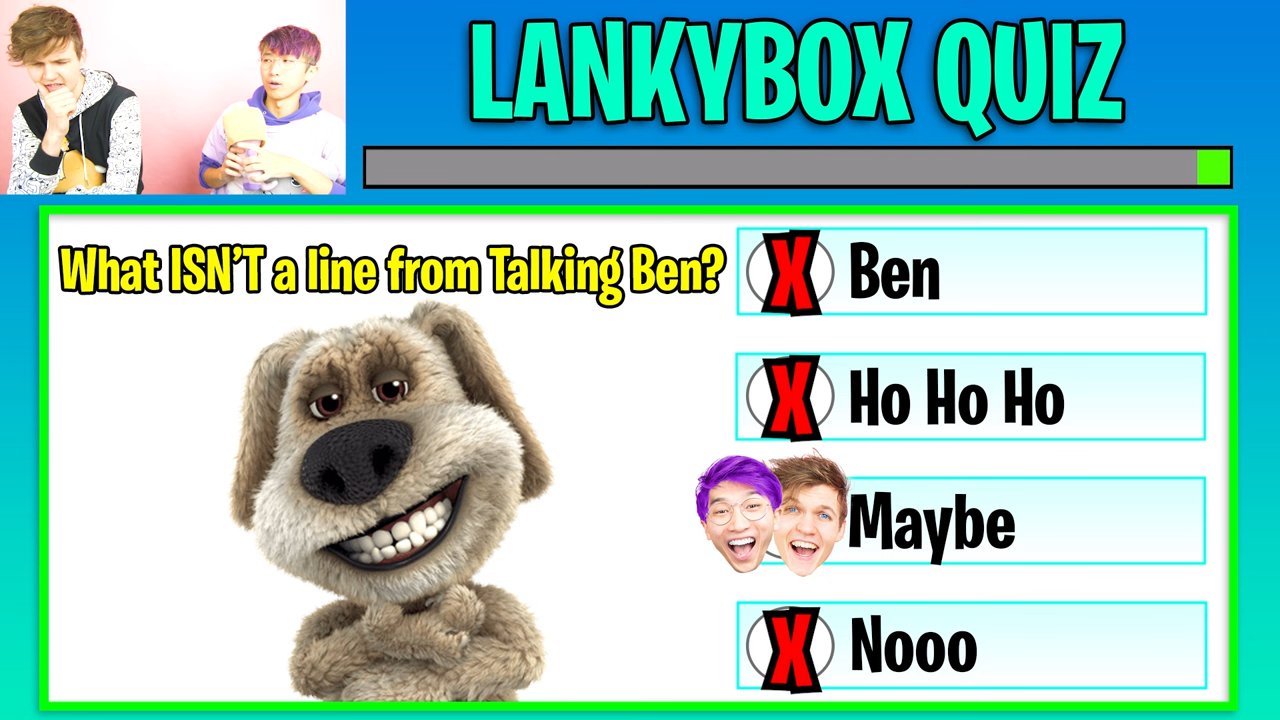 LANKYBOX QUIZ
What ISN'T a line from Talking Ben?
X Ben
X Ho Ho Ho
Maybe
X Nooo